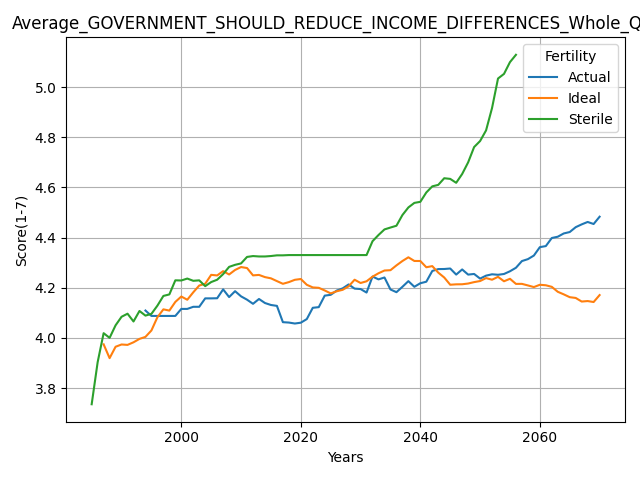 Average_GOVERNMENT_SHOULD_REDUCE_INCOME_DIFFERENCES_Whole_Q
Fertility
Actual
Ideal
Sterile
5.0
4.8
4.6
4.4
4.2
4.0
3.8
Score(1-7)
2000 2020 2040 2060
Years